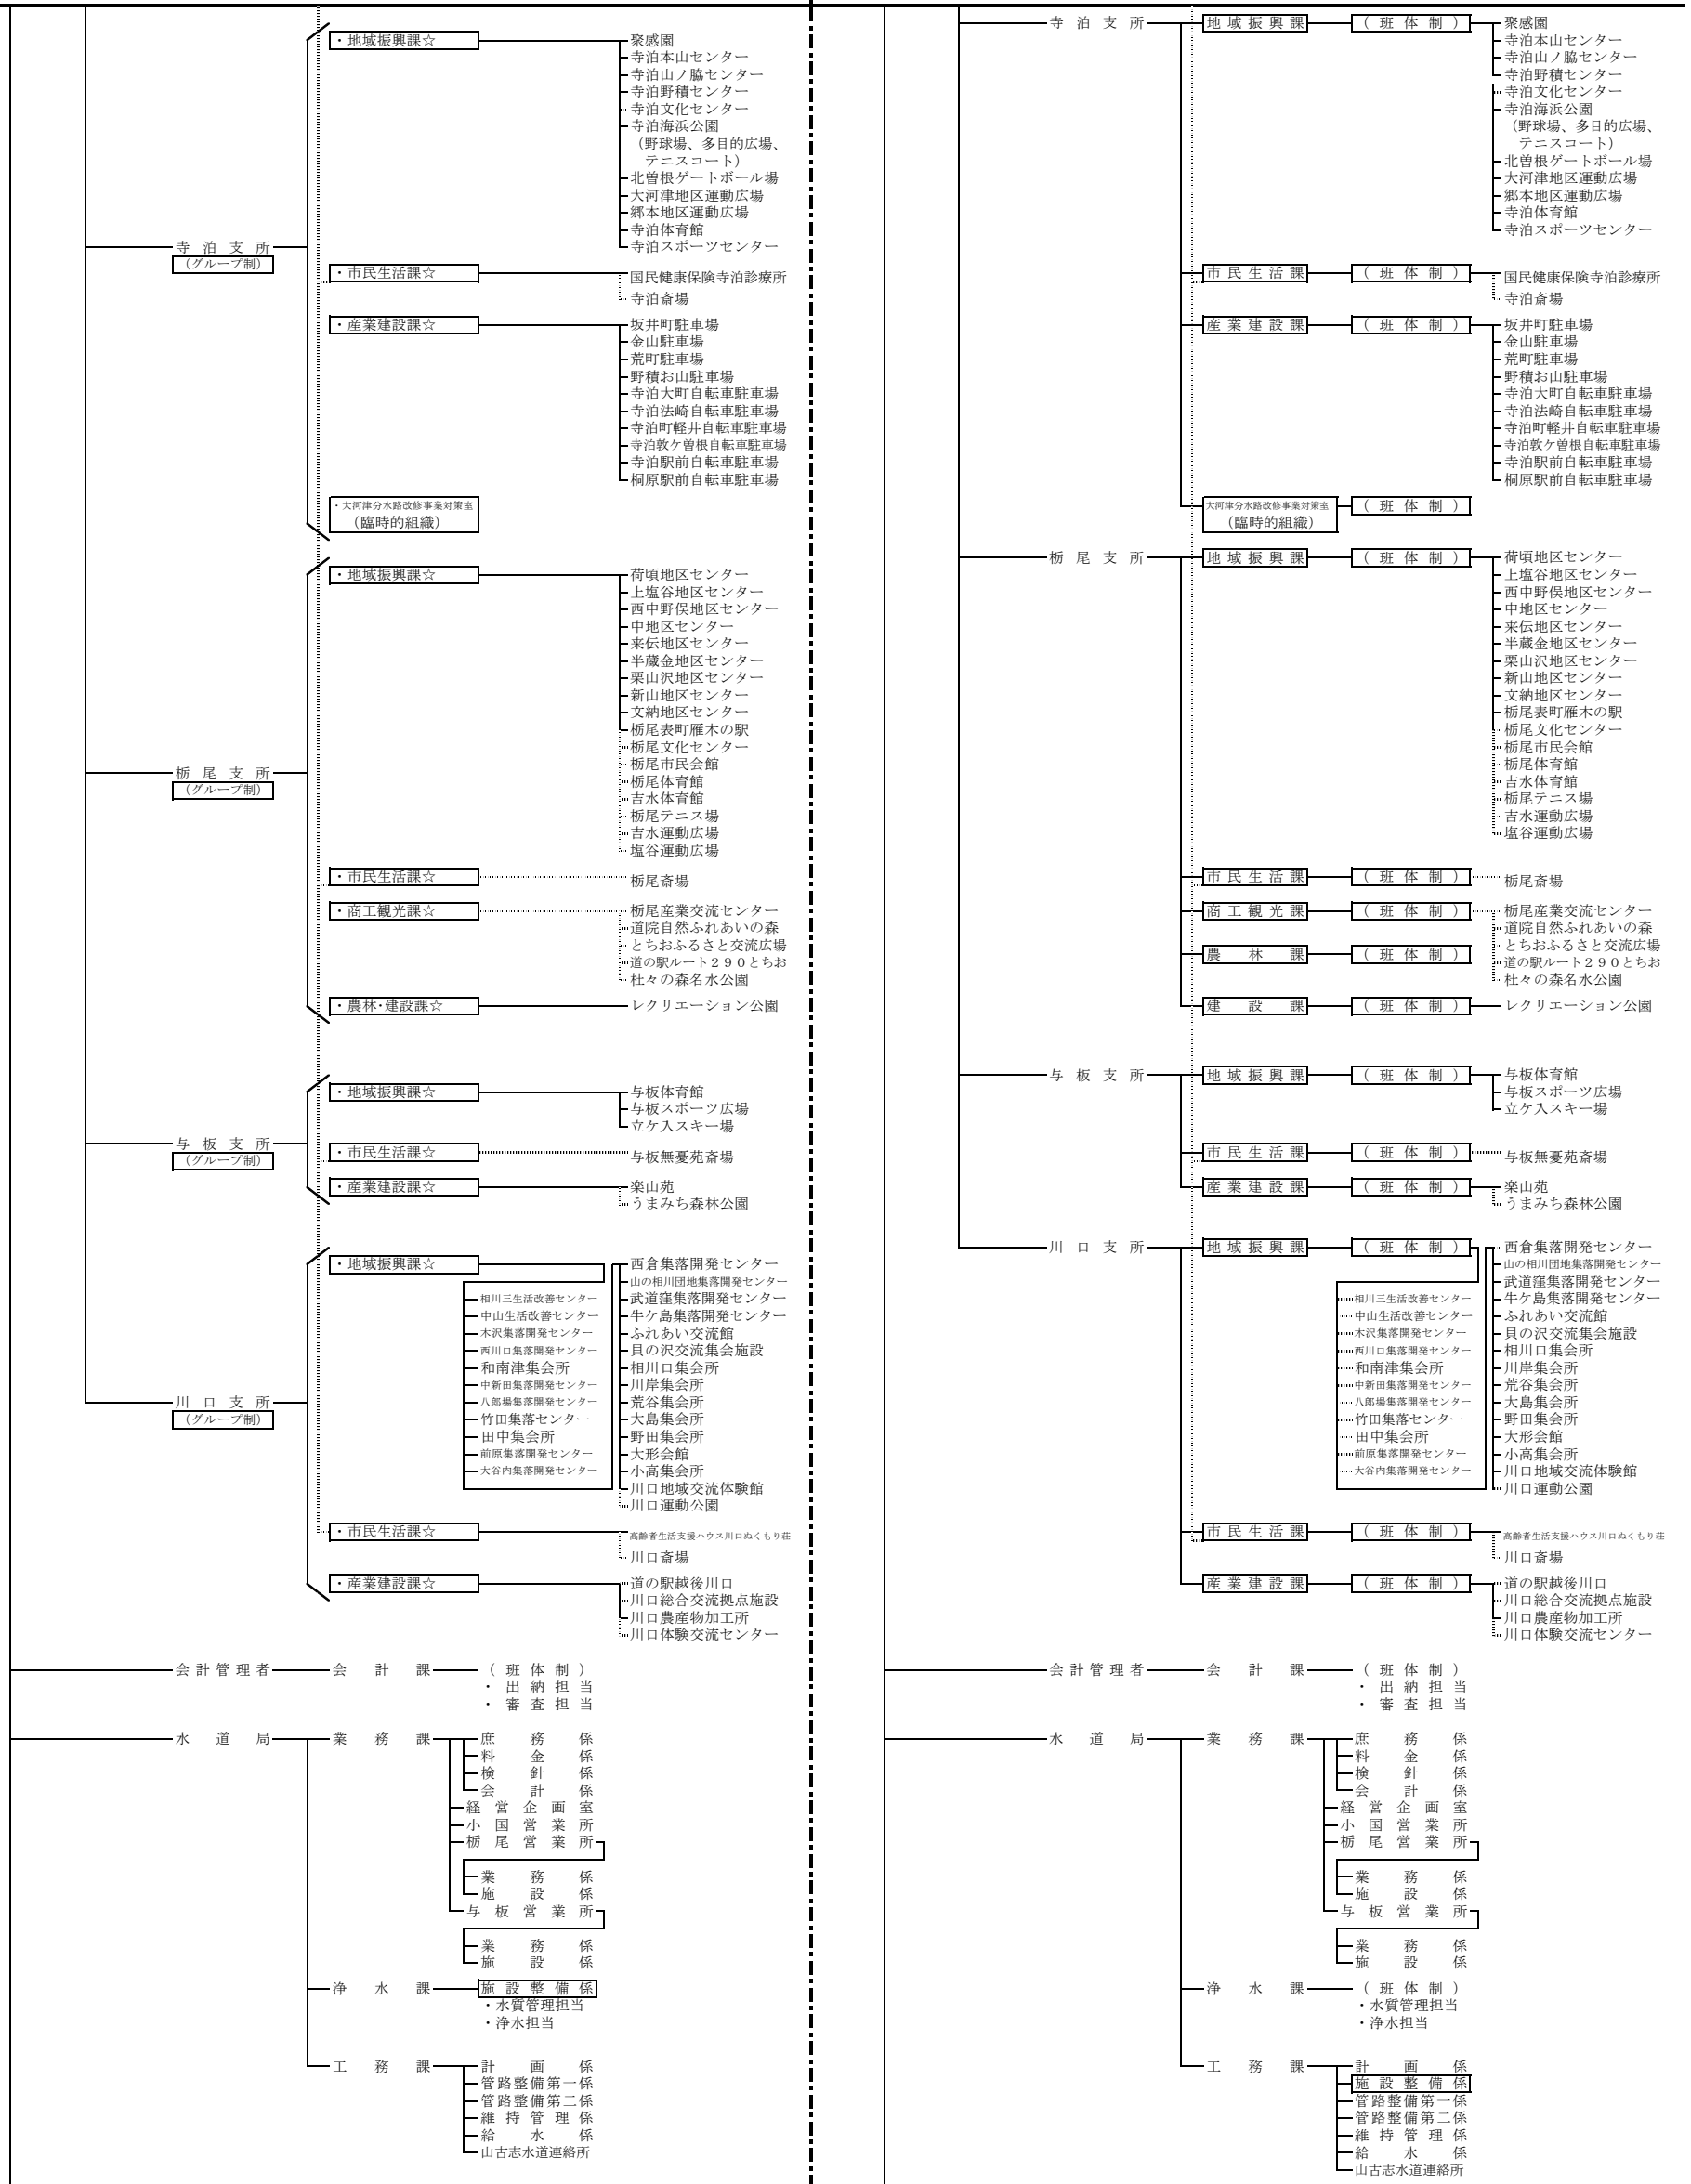 ・地域振興課☆
聚感園
寺泊本山センター
寺泊山ノ脇センター
寺泊野積センター
寺泊文化センター
寺泊海浜公園
（野球場、多目的広場、
テニスコート）
北曽根ゲートボール場
大河津地区運動広場
郷本地区運動広場
寺泊体育館
寺泊スポーツセンター
寺泊支所
（グループ制）
・市民生活課☆
国民健康保険寺泊診療所
寺泊斎場
・産業建設課☆
坂井町駐車場
金山駐車場
荒町駐車場
野積お山駐車場
寺泊大町自転車駐車場
寺泊法崎自転車駐車場
寺泊町軽井自転車駐車場
寺泊敦ケ曽根自転車駐車場
寺泊駅前自転車駐車場
桐原駅前自転車駐車場
・大河津分水路改修事業対策室
（臨時的組織）
・地域振興課☆
荷頃地区センター
上塩谷地区センター
西中野俣地区センター
中地区センター
来伝地区センター
半蔵金地区センター
栗山沢地区センター
新山地区センター
文納地区センター
栃尾表町雁木の駅
栃尾文化センター
栃尾市民会館
栃尾体育館
吉水体育館
栃尾テニス場
吉水運動広場
塩谷運動広場
栃尾支所
（グループ制）
・市民生活課☆
栃尾斎場
・商工観光課☆
栃尾産業交流センター
道院自然ふれあいの森
とちおふるさと交流広場
道の駅ルート２９０とちお
杜々の森名水公園
・農林・建設課☆
レクリエーション公園
・地域振興課☆
与板体育館
与板スポーツ広場
立ケ入スキー場
与板支所
（グループ制）
・市民生活課☆
与板無憂苑斎場
・産業建設課☆
楽山苑
うまみち森林公園
・地域振興課☆
西倉集落開発センター
山の相川団地集落開発センター
武道窪集落開発センター
牛ケ島集落開発センター
ふれあい交流館
貝の沢交流集会施設
相川口集会所
川岸集会所
荒谷集会所
大島集会所
野田集会所
大形会館
小高集会所
川口地域交流体験館
川口運動公園
相川三生活改善センター
中山生活改善センター
木沢集落開発センター
西川口集落開発センター
和南津集会所
中新田集落開発センター
八郎場集落開発センター
竹田集落センター
田中集会所
前原集落開発センター
大谷内集落開発センター
川口支所
（グループ制）
・市民生活課☆
高齢者生活支援ハウス川口ぬくもり荘
川口斎場
・産業建設課☆
道の駅越後川口
川口総合交流拠点施設
川口農産物加工所
川口体験交流センター
会計管理者
会計課
（班体制）
・出納担当
・審査担当
水道局
業務課
庶務係
料金係
検針係
会計係
経営企画室
小国営業所
栃尾営業所
業務係
施設係
与板営業所
業務係
施設係
浄水課
施設整備係
・水質管理担当
・浄水担当
工務課
計画係
管路整備第一係
管路整備第二係
維持管理係
給水係
山古志水道連絡所
寺泊支所
地域振興課
（班体制）
聚感園
寺泊本山センター
寺泊山ノ脇センター
寺泊野積センター
寺泊文化センター
寺泊海浜公園
（野球場、多目的広場、
テニスコート）
北曽根ゲートボール場
大河津地区運動広場
郷本地区運動広場
寺泊体育館
寺泊スポーツセンター
市民生活課
（班体制）
国民健康保険寺泊診療所
寺泊斎場
産業建設課
（班体制）
坂井町駐車場
金山駐車場
荒町駐車場
野積お山駐車場
寺泊大町自転車駐車場
寺泊法崎自転車駐車場
寺泊町軽井自転車駐車場
寺泊敦ケ曽根自転車駐車場
寺泊駅前自転車駐車場
桐原駅前自転車駐車場
大河津分水路改修事業対策室
（臨時的組織）
（班体制）
栃尾支所
地域振興課
（班体制）
荷頃地区センター
上塩谷地区センター
西中野俣地区センター
中地区センター
来伝地区センター
半蔵金地区センター
栗山沢地区センター
新山地区センター
文納地区センター
栃尾表町雁木の駅
栃尾文化センター
栃尾市民会館
栃尾体育館
吉水体育館
栃尾テニス場
吉水運動広場
塩谷運動広場
市民生活課
（班体制）
栃尾斎場
商工観光課
（班体制）
栃尾産業交流センター
道院自然ふれあいの森
とちおふるさと交流広場
道の駅ルート２９０とちお
杜々の森名水公園
農林課
（班体制）
建設課
（班体制）
レクリエーション公園
与板支所
地域振興課
（班体制）
与板体育館
与板スポーツ広場
立ケ入スキー場
市民生活課
（班体制）
与板無憂苑斎場
産業建設課
（班体制）
楽山苑
うまみち森林公園
川口支所
地域振興課
（班体制）
西倉集落開発センター
山の相川団地集落開発センター
武道窪集落開発センター
牛ケ島集落開発センター
ふれあい交流館
貝の沢交流集会施設
相川口集会所
川岸集会所
荒谷集会所
大島集会所
野田集会所
大形会館
小高集会所
川口地域交流体験館
川口運動公園
相川三生活改善センター
中山生活改善センター
木沢集落開発センター
西川口集落開発センター
和南津集会所
中新田集落開発センター
八郎場集落開発センター
竹田集落センター
田中集会所
前原集落開発センター
大谷内集落開発センター
市民生活課
（班体制）
高齢者生活支援ハウス川口ぬくもり荘
川口斎場
産業建設課
（班体制）
道の駅越後川口
川口総合交流拠点施設
川口農産物加工所
川口体験交流センター
会計管理者
会計課
（班体制）
・出納担当
・審査担当
水道局
業務課
庶務係
料金係
検針係
会計係
経営企画室
小国営業所
栃尾営業所
業務係
施設係
与板営業所
業務係
施設係
浄水課
（班体制）
・水質管理担当
・浄水担当
工務課
計画係
施設整備係
管路整備第一係
管路整備第二係
維持管理係
給水係
山古志水道連絡所